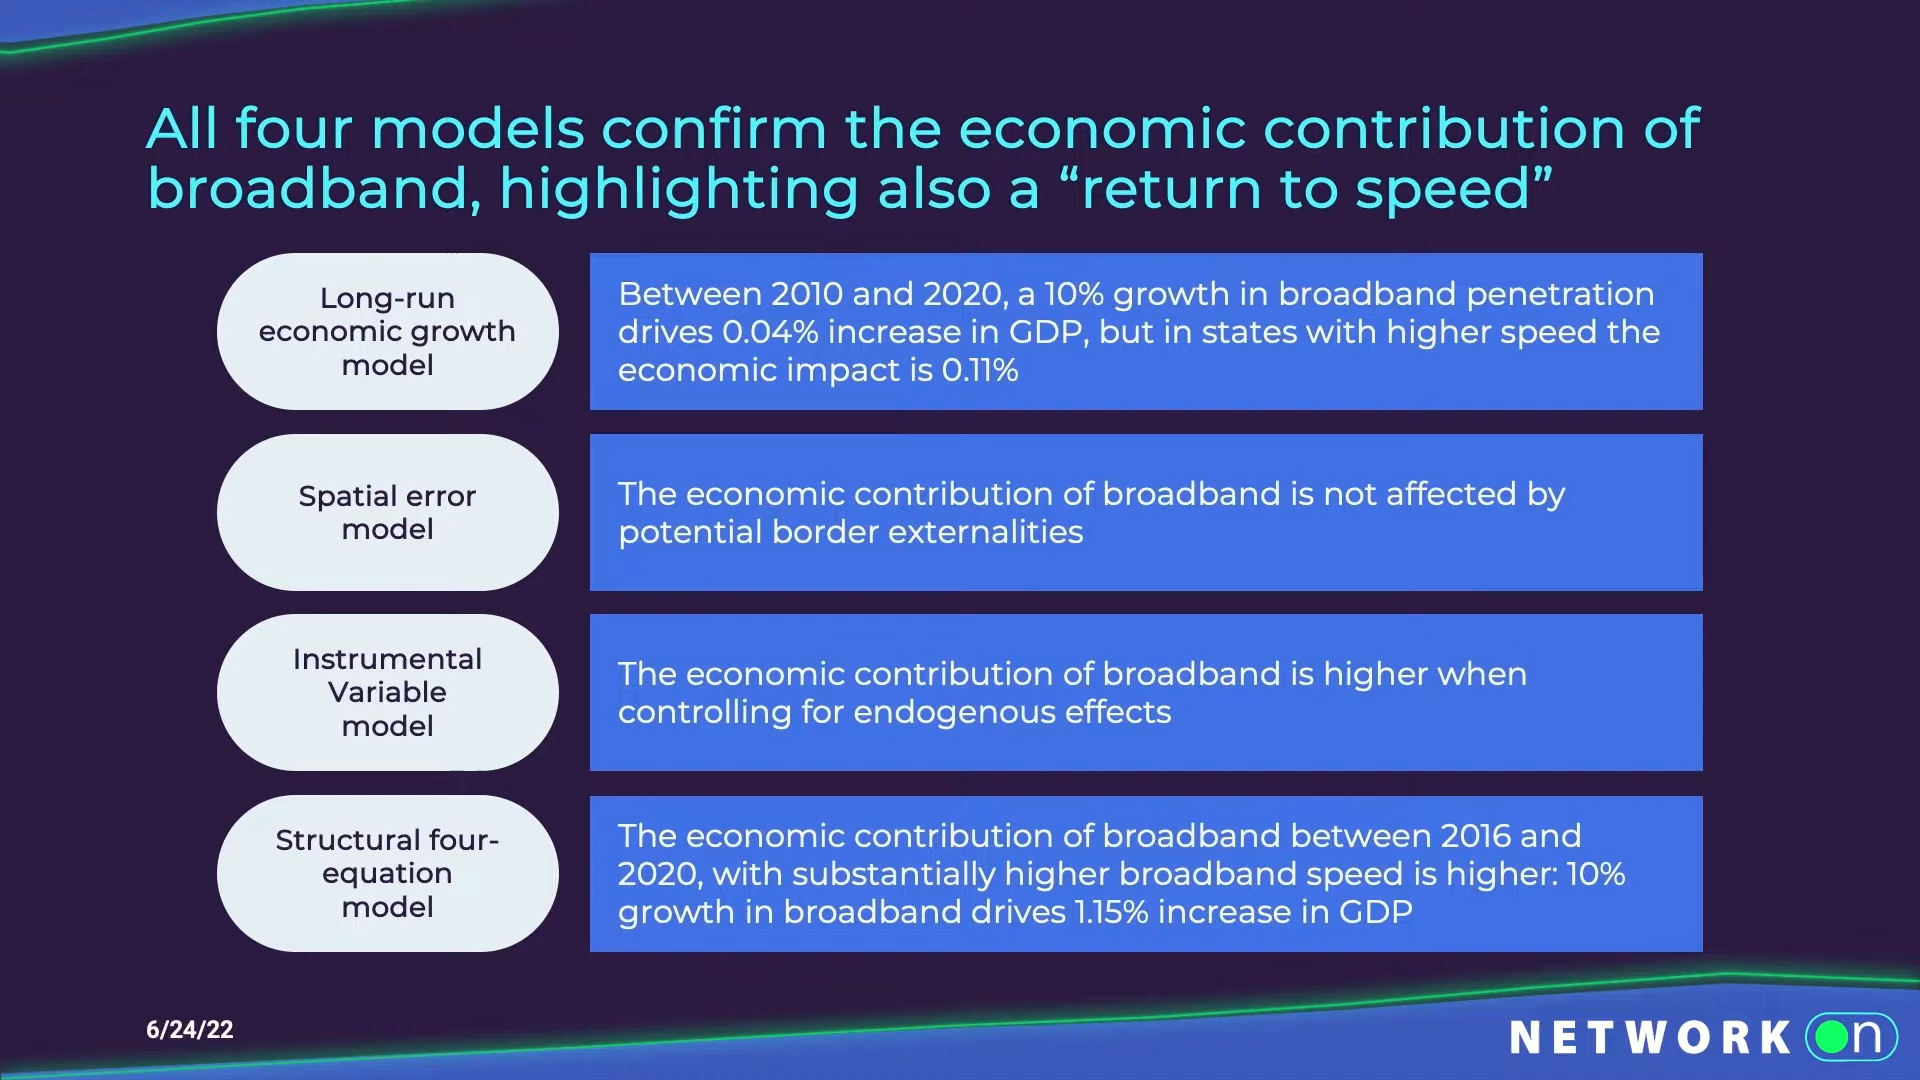 All four models confirm the economic contribution of
broadband, highlighting also a “return to speed”
Long-run
economic growth
model
Between 2010 and 2020, a 10% growth in broadband penetration
drives 0.04% increase in GDP, but in states with higher speed the
economic impact is 0.11%
Spatial error
model
The economic contribution of broadband is not affected by
potential border externalities
Instrumental
Variable
model
The economic contribution of broadband is higher when
controlling for endogenous effects
Structural four-
equation
model
The economic contribution of broadband between 2016 and
2020, with substantially higher broadband speed is higher: 10%
growth in broadband drives 1.15% increase in GDP
6/24/22
NETWORK On